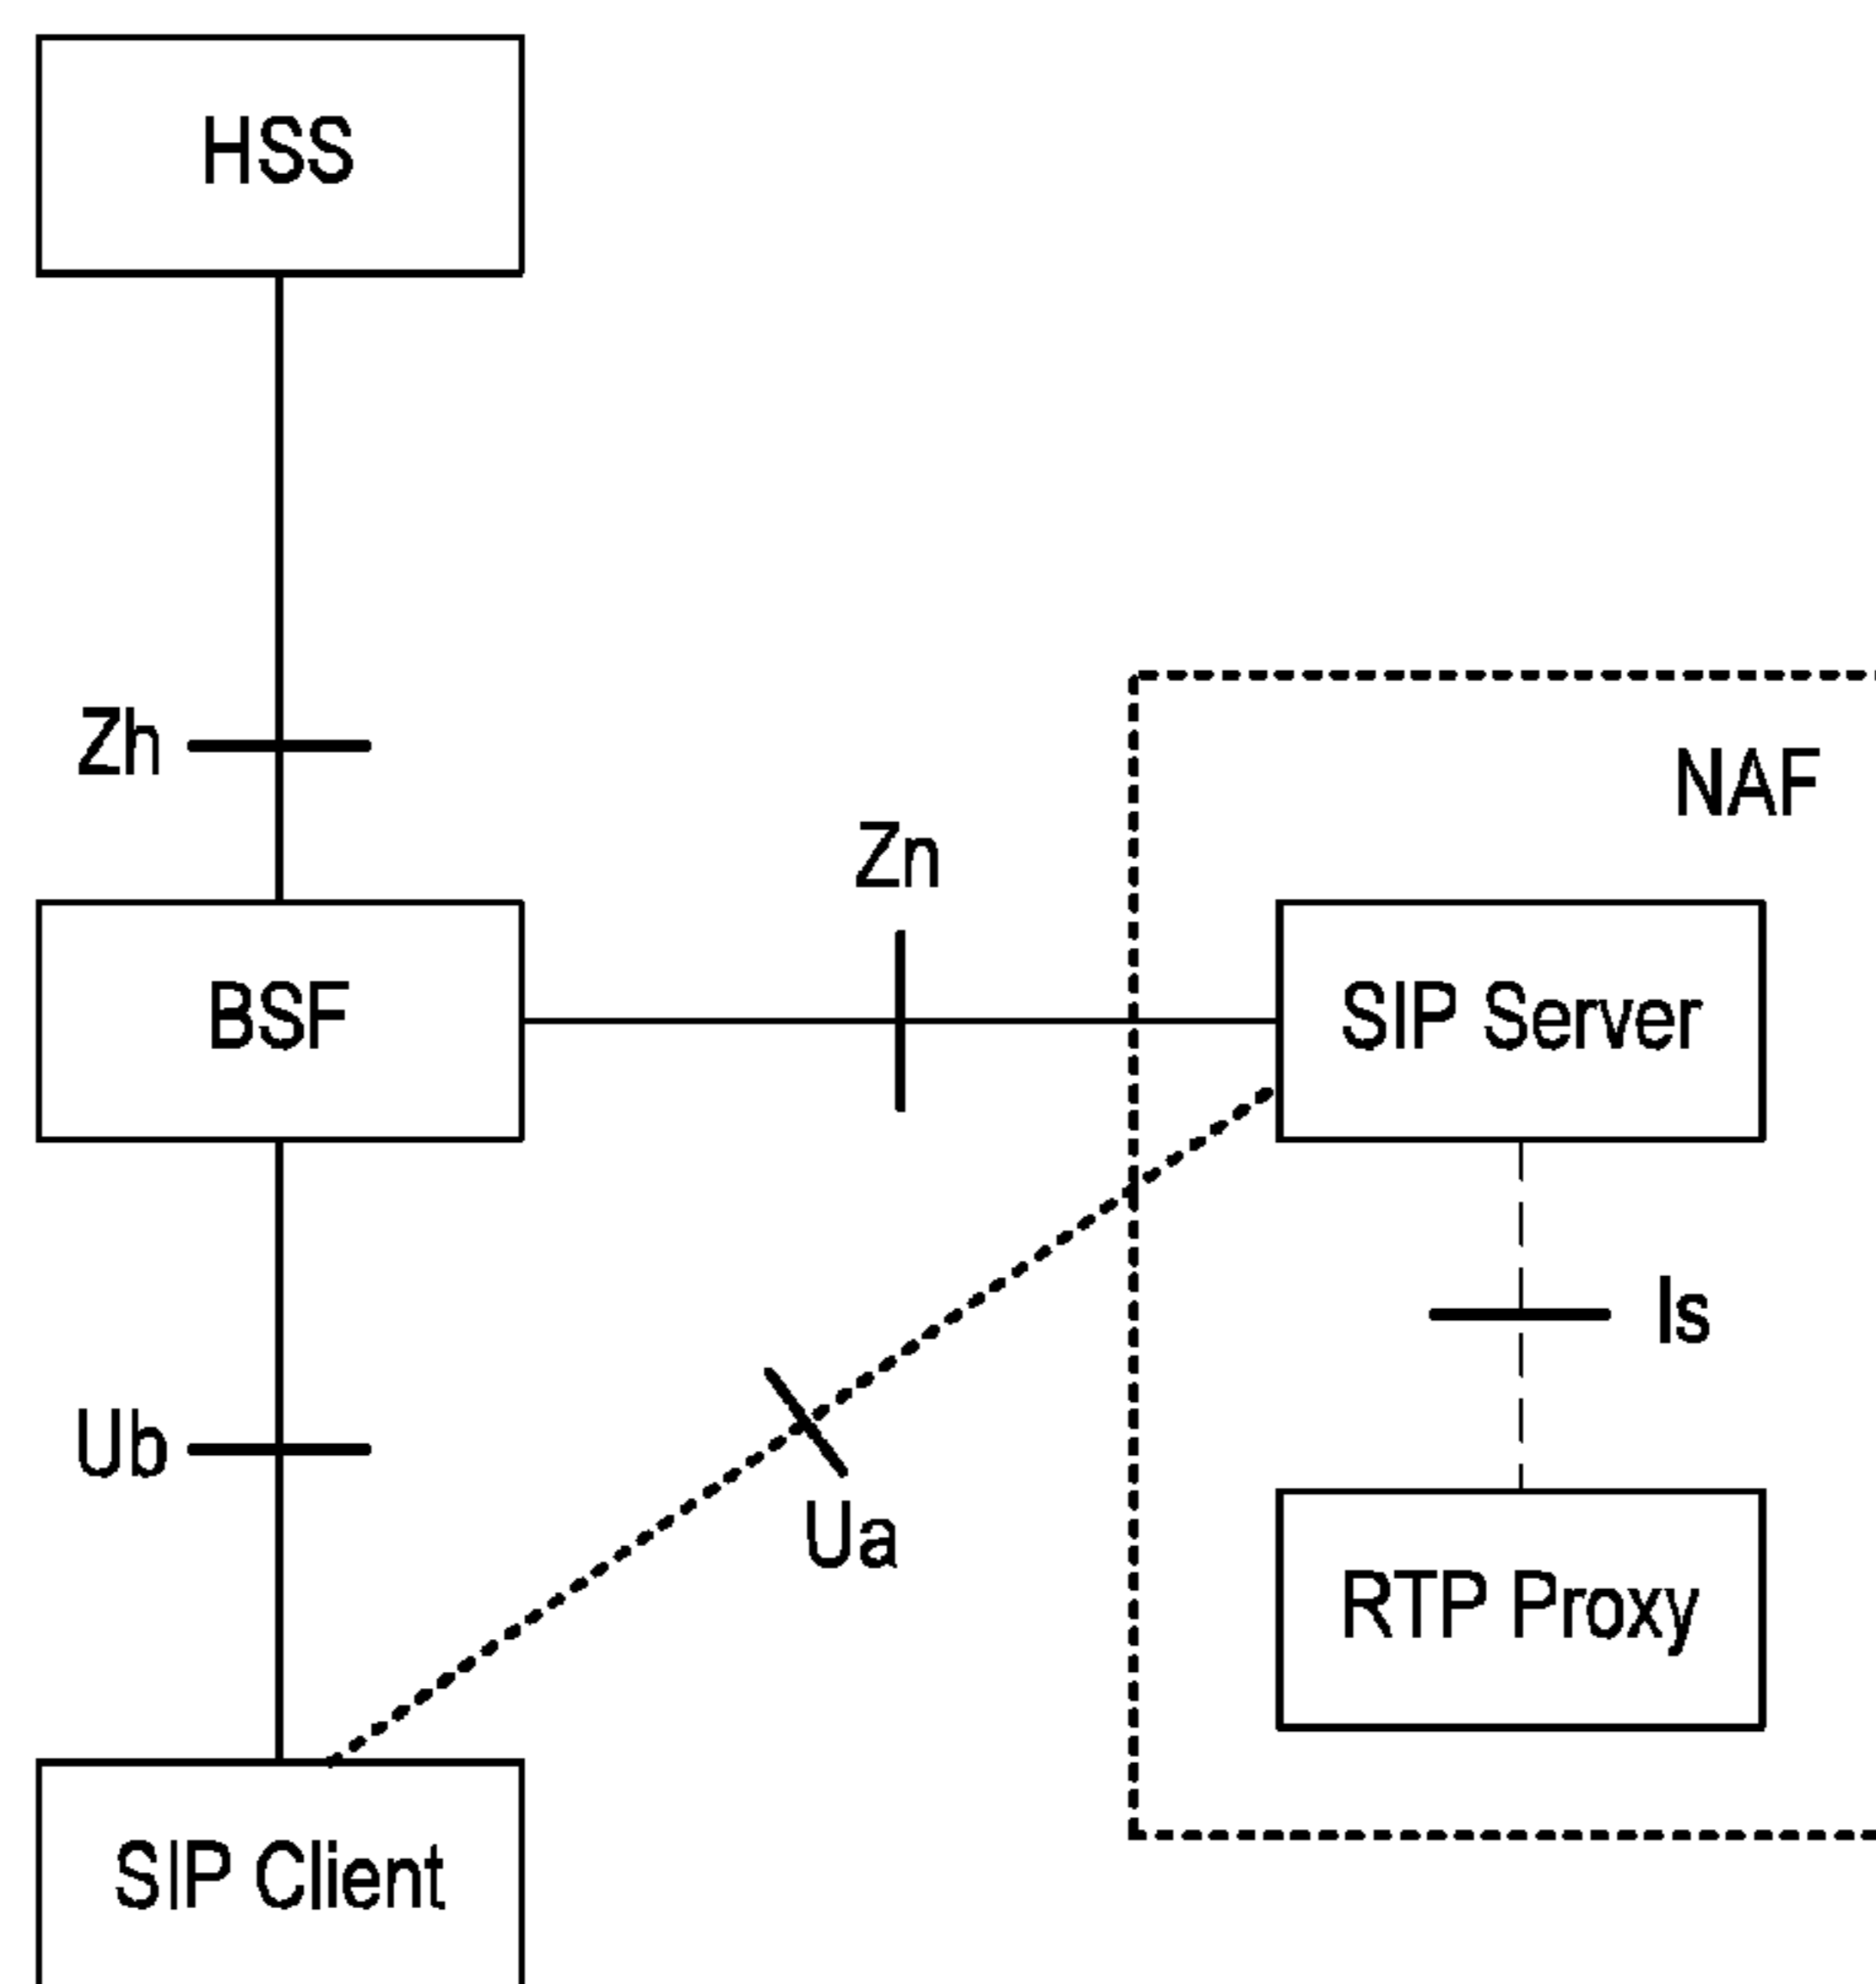 HSS
Zh
NAF
Zn
BSF
SIP Server
Is
Ub
Ua
RTP Proxy
SIP Client